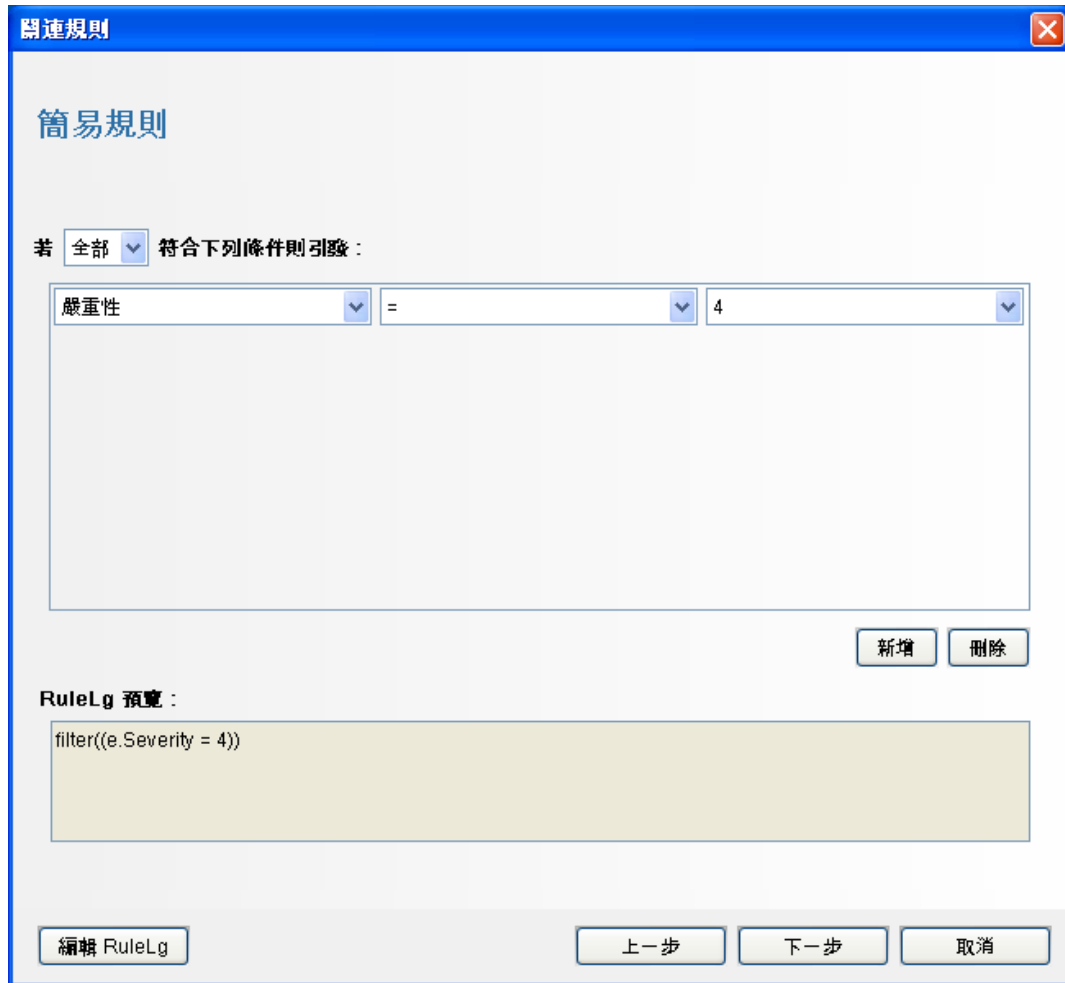 關連規則
簡易規則
若 全部 符合下列條件則引發：
嚴重性 = 4
新增 刪除
RuleLg 預覽：
filter((e.Severity = 4))
編輯 RuleLg 上一步 下一步 取消